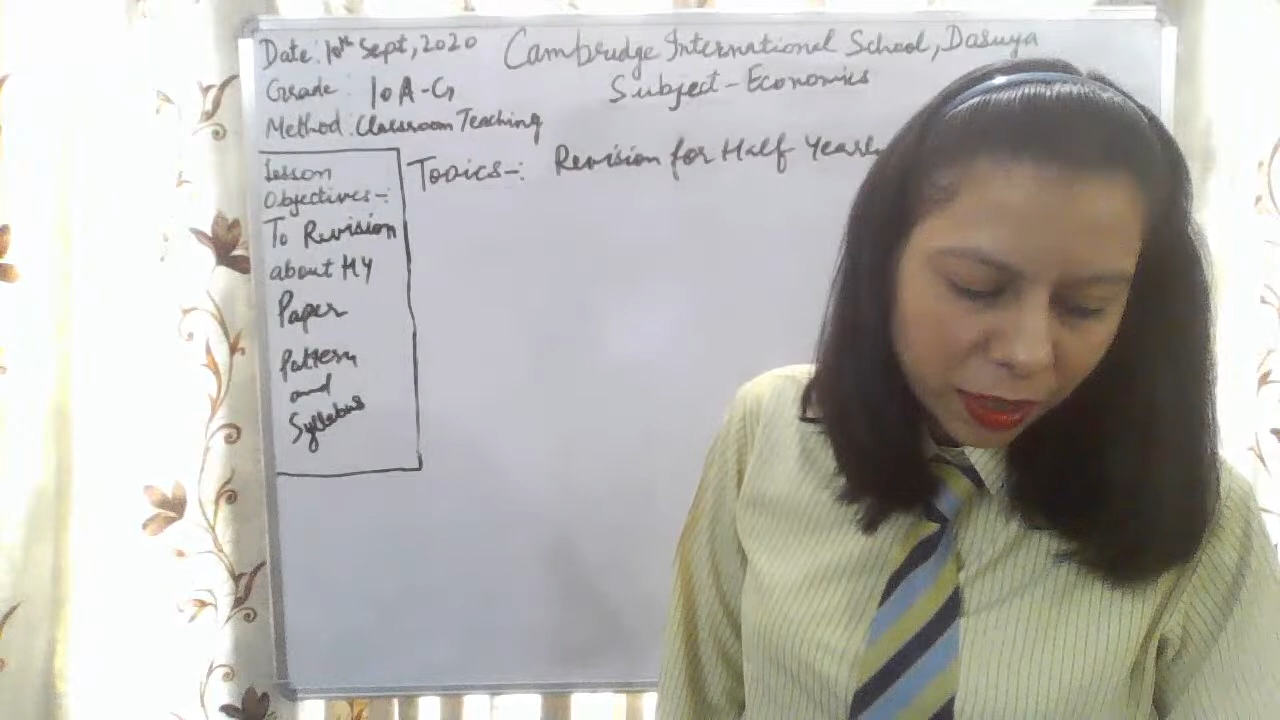 Date: 10th Sept, 2020
Cambridge International School, Dasuya
Grade: 10 A-G
Subject - Economics
Method: Classroom Teaching
Topics-: Revision for Half Yearly
Lesson
Objectives-:
To Revision
about HY
Paper
Pattern
and
Syllabus